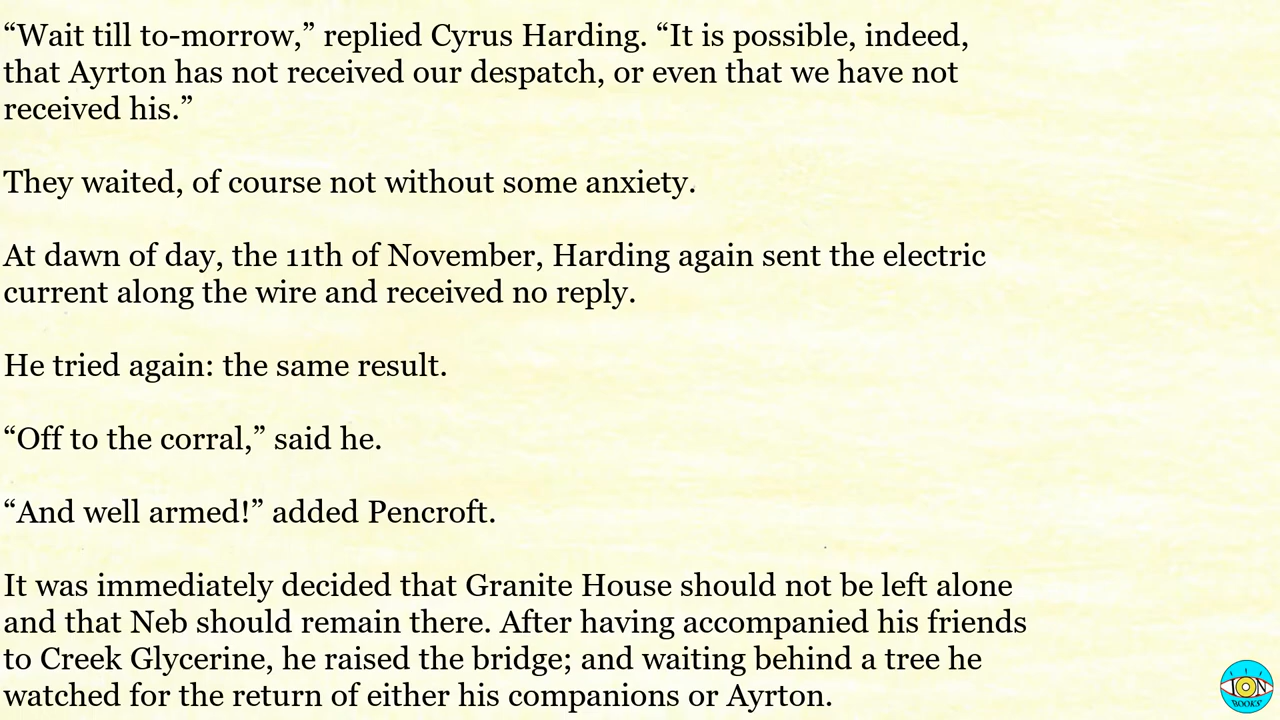 “Wait till to-morrow,” replied Cyrus Harding. “It is possible, indeed,
that Ayrton has not received our despatch, or even that we have not
received his.”
They waited, of course not without some anxiety.
At dawn of day, the 11th of November, Harding again sent the electric
current along the wire and received no reply.
He tried again: the same result.
“Off to the corral,” said he.
“And well armed!” added Pencroft.
It was immediately decided that Granite House should not be left alone
and that Neb should remain there. After having accompanied his friends
to Creek Glycerine, he raised the bridge; and waiting behind a tree he
watched for the return of either his companions or Ayrton.
ION
BOOKS